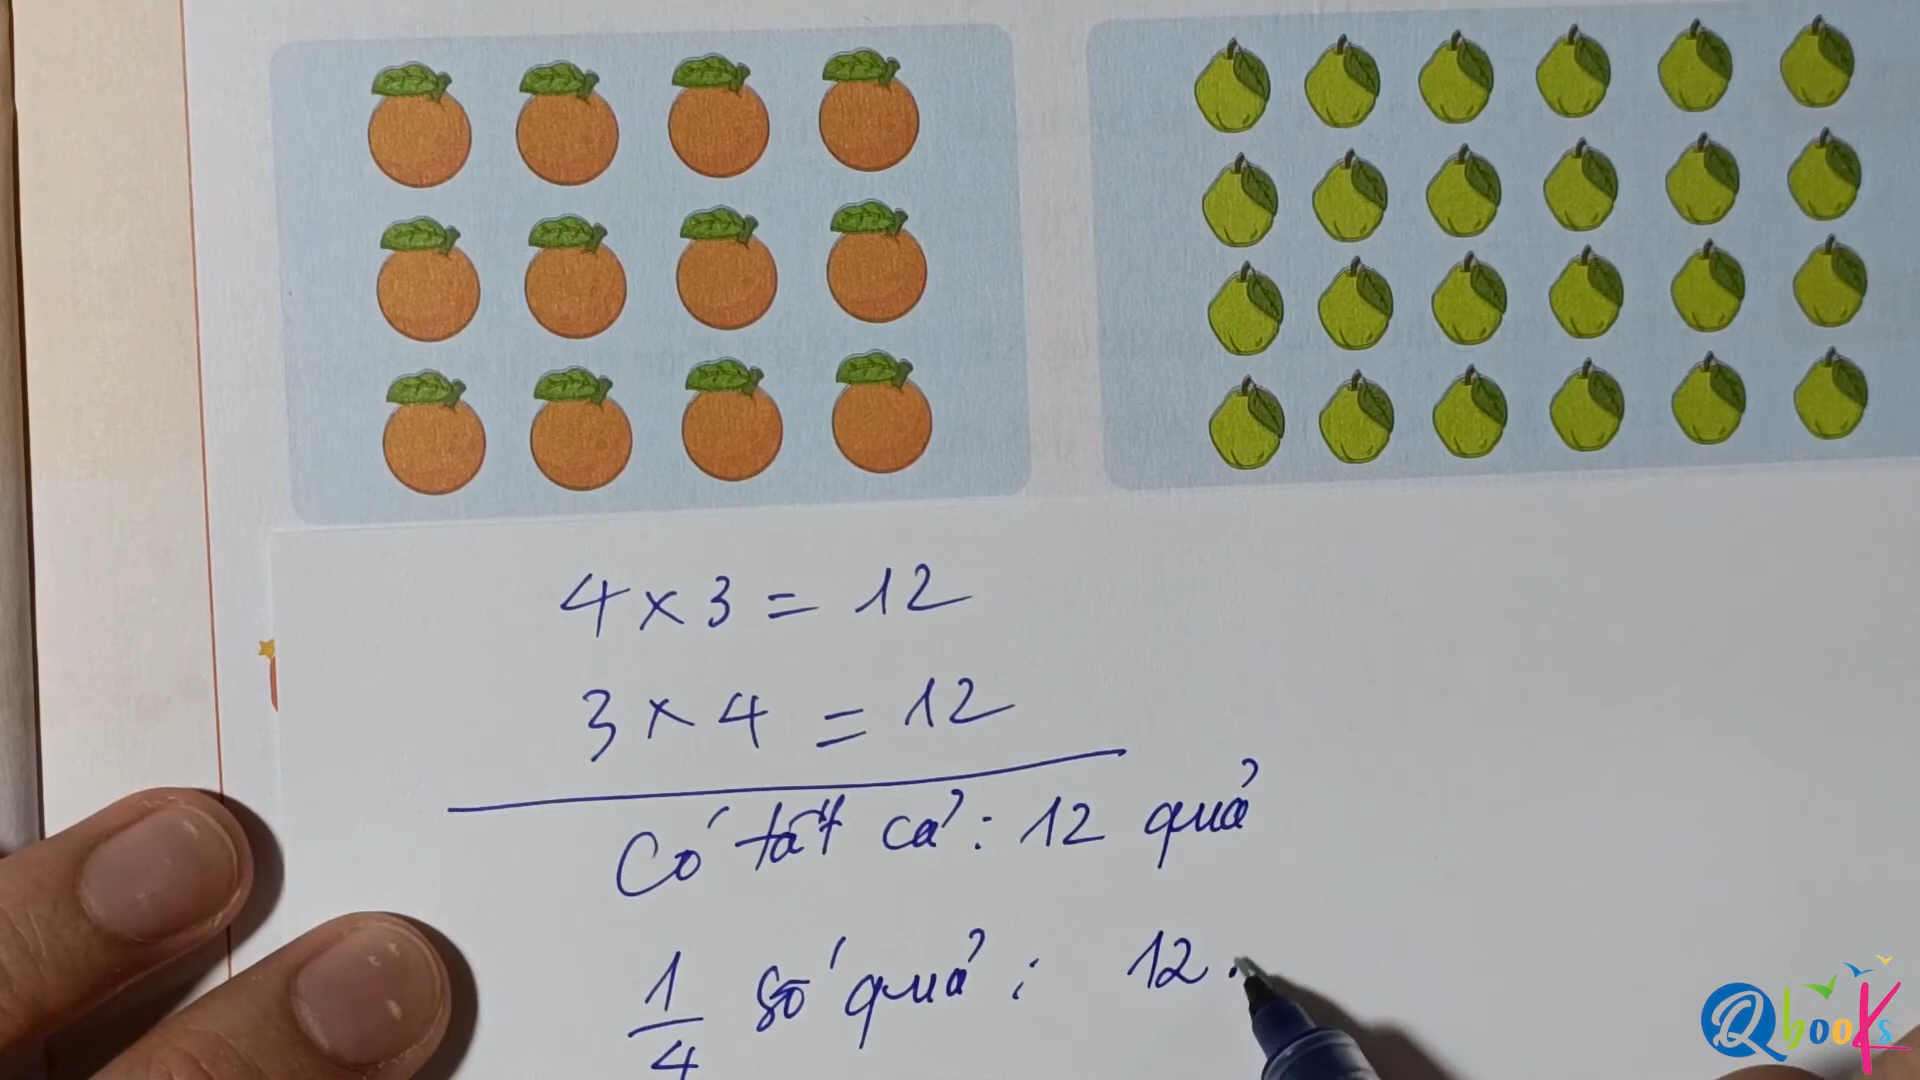 4 x 3 = 12
3 x 4 = 12
Có tất cả : 12 quả
1/4 số quả : 12 :
Qbooks